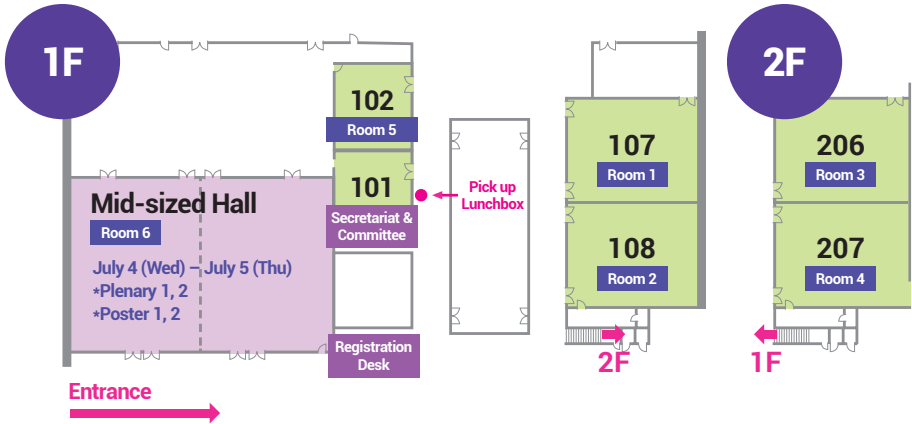 1F
102
Room 5
101
Secretariat &
Committee
Pick up
Lunchbox
Mid-sized Hall
Room 6
July 4 (Wed) – July 5 (Thu)
*Plenary 1, 2
*Poster 1, 2
Registration
Desk
Entrance
107
Room 1
108
Room 2
2F
2F
206
Room 3
207
Room 4
1F